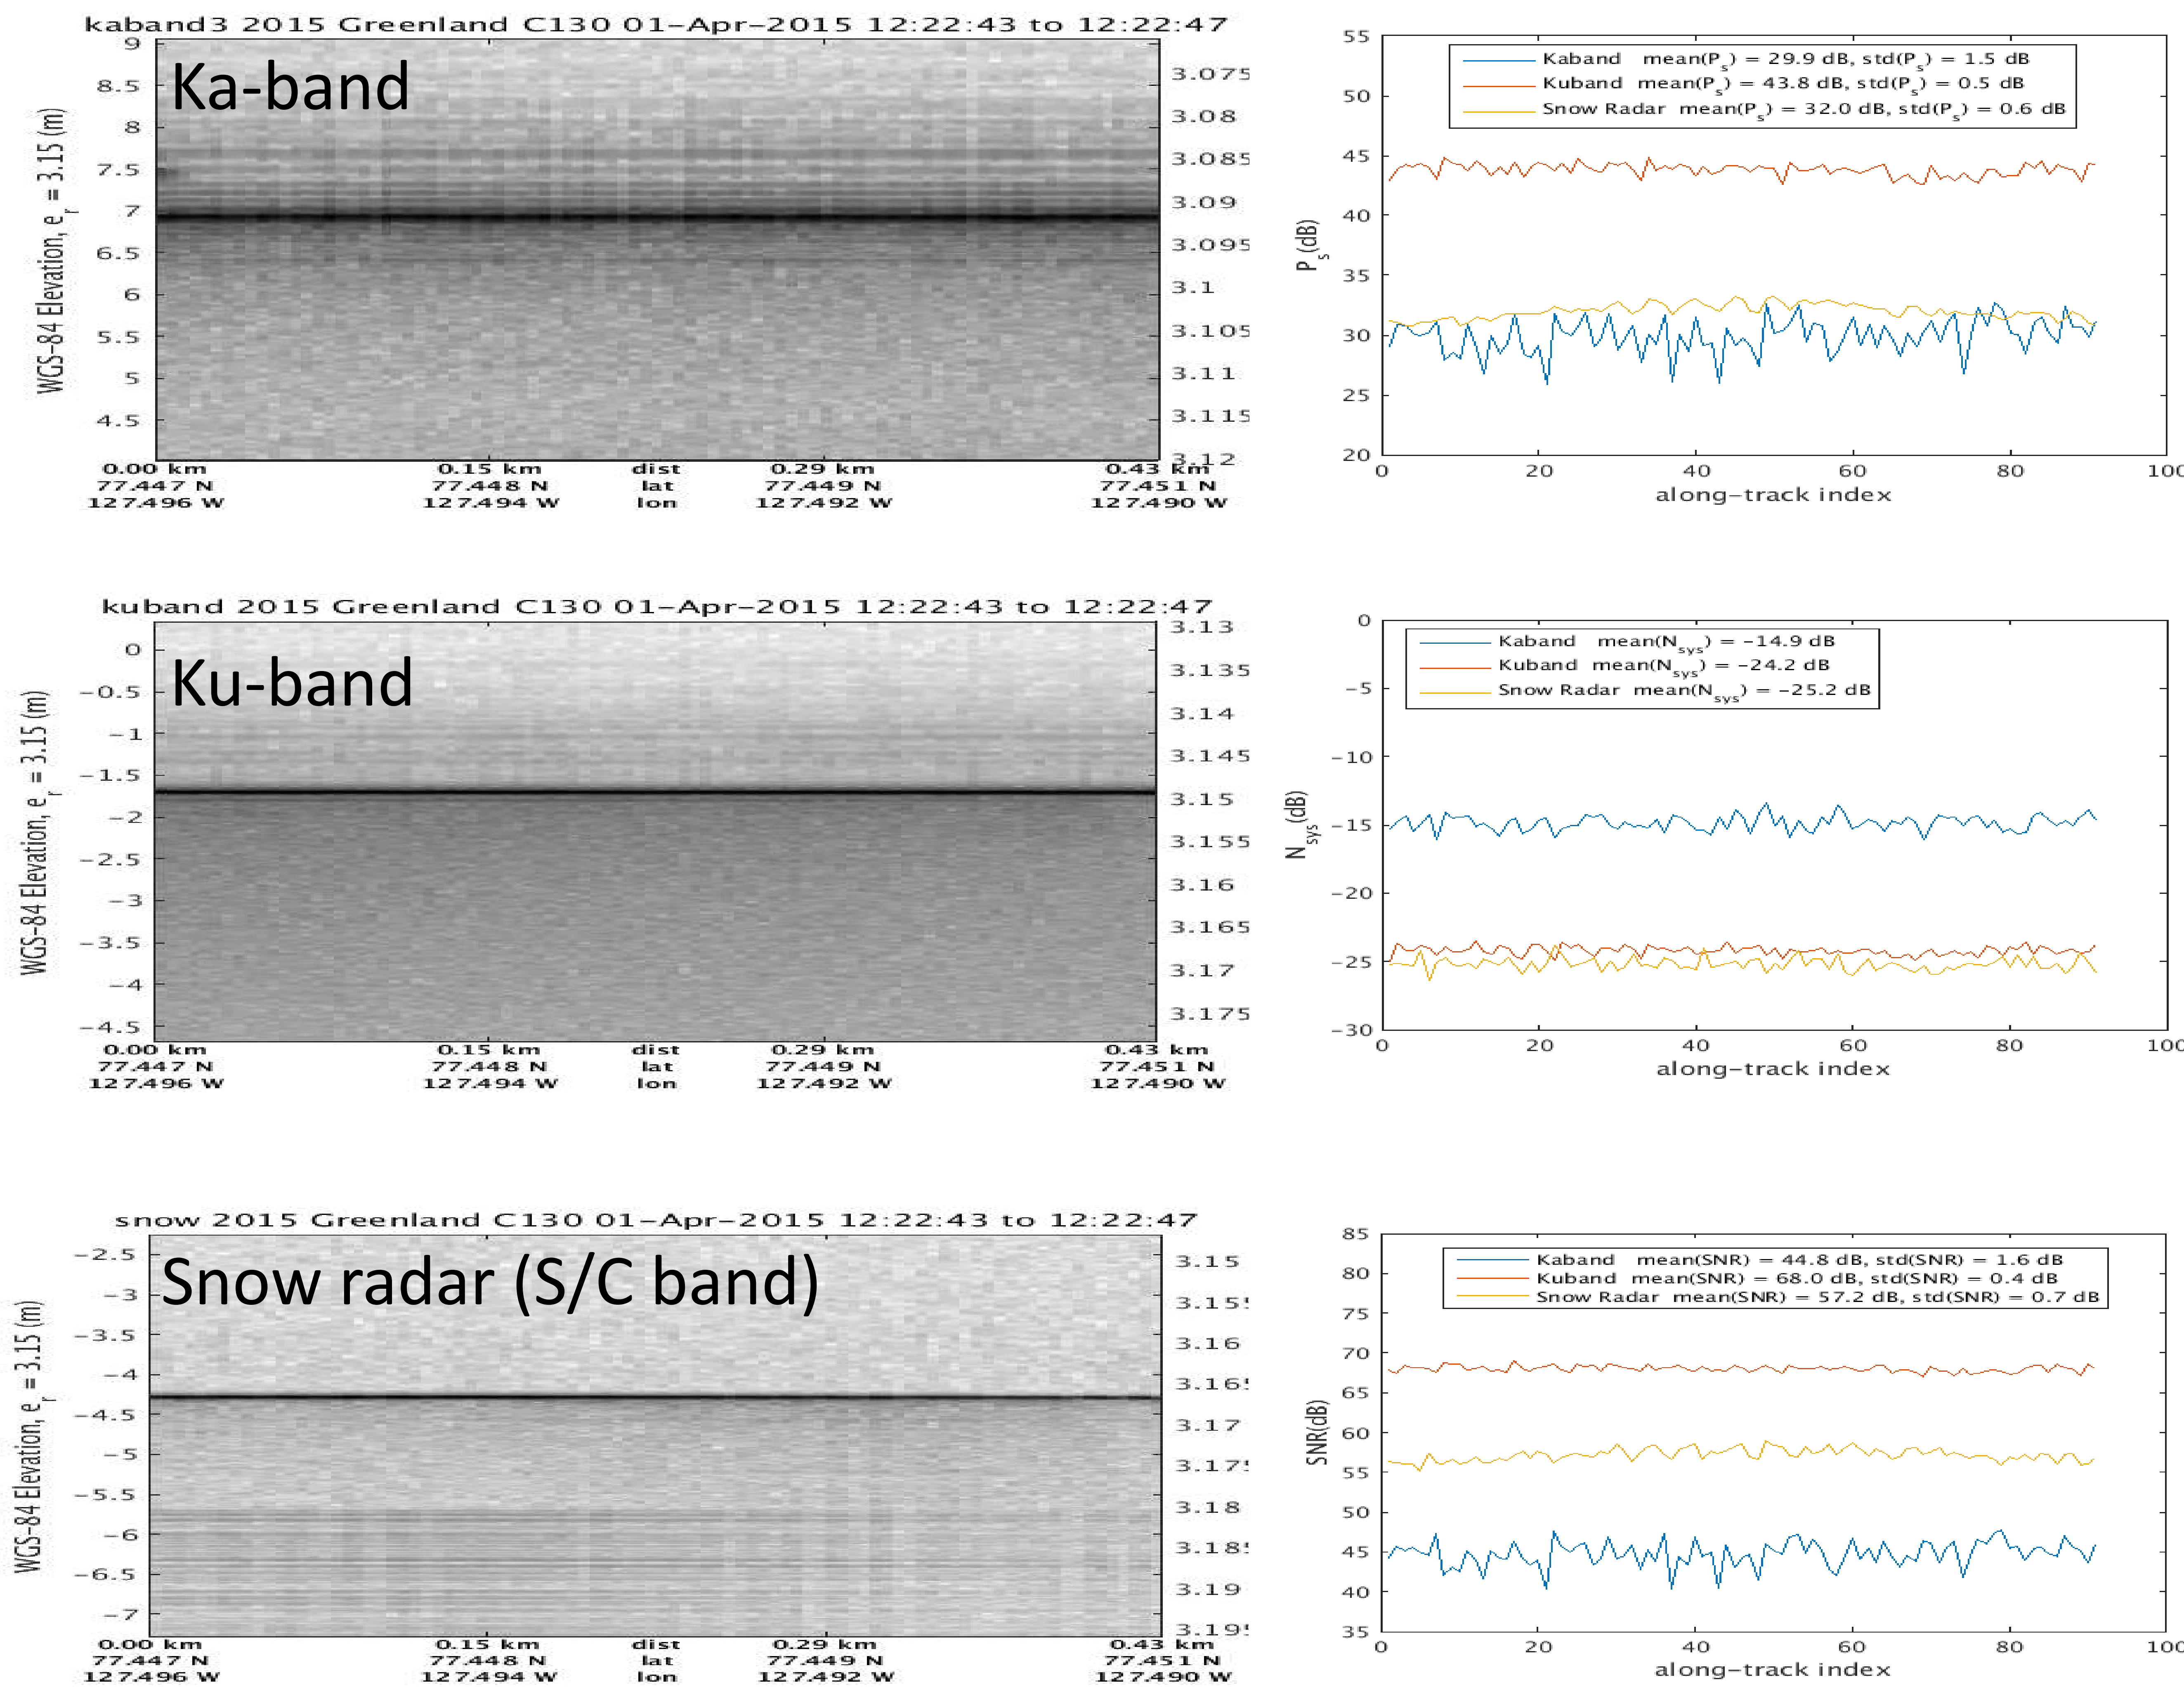 kaband3 2015 Greenland C130 01-Apr-2015 12:22:43 to 12:22:47
Ka-band
WGS-84 Elevation, e_r = 3.15 (m)
9
8.5
8
7.5
7
6.5
6
5.5
5
4.5
3.075
3.08
3.085
3.09
3.095
3.1
3.105
3.11
3.115
3.12
0.00 km 0.15 km dist 0.29 km 0.43 km
77.447 N 77.448 N lat 77.449 N 77.451 N
127.496 W 127.494 W lon 127.492 W 127.490 W
Kaband mean(P_s) = 29.9 dB, std(P_s) = 1.5 dB
Kuband mean(P_s) = 43.8 dB, std(P_s) = 0.5 dB
Snow Radar mean(P_s) = 32.0 dB, std(P_s) = 0.6 dB
P_s(dB)
55
50
45
40
35
30
25
20
0 20 40 60 80 100
along-track index
kuband 2015 Greenland C130 01-Apr-2015 12:22:43 to 12:22:47
Ku-band
WGS-84 Elevation, e_r = 3.15 (m)
0
-0.5
-1
-1.5
-2
-2.5
-3
-3.5
-4
-4.5
3.13
3.135
3.14
3.145
3.15
3.155
3.16
3.165
3.17
3.175
0.00 km 0.15 km dist 0.29 km 0.43 km
77.447 N 77.448 N lat 77.449 N 77.451 N
127.496 W 127.494 W lon 127.492 W 127.490 W
Kaband mean(N_sys) = -14.9 dB
Kuband mean(N_sys) = -24.2 dB
Snow Radar mean(N_sys) = -25.2 dB
N_sys(dB)
0
-5
-10
-15
-20
-25
-30
0 20 40 60 80 100
along-track index
snow 2015 Greenland C130 01-Apr-2015 12:22:43 to 12:22:47
Snow radar (S/C band)
WGS-84 Elevation, e_r = 3.15 (m)
-2.5
-3
-3.5
-4
-4.5
-5
-5.5
-6
-6.5
-7
3.15
3.16
3.17
3.18
3.19
0.00 km 0.15 km dist 0.29 km 0.43 km
77.447 N 77.448 N lat 77.449 N 77.451 N
127.496 W 127.494 W lon 127.492 W 127.490 W
Kaband mean(SNR) = 44.8 dB, std(SNR) = 1.6 dB
Kuband mean(SNR) = 68.0 dB, std(SNR) = 0.4 dB
Snow Radar mean(SNR) = 57.2 dB, std(SNR) = 0.7 dB
SNR(dB)
85
80
75
70
65
60
55
50
45
40
35
0 20 40 60 80 100
along-track index